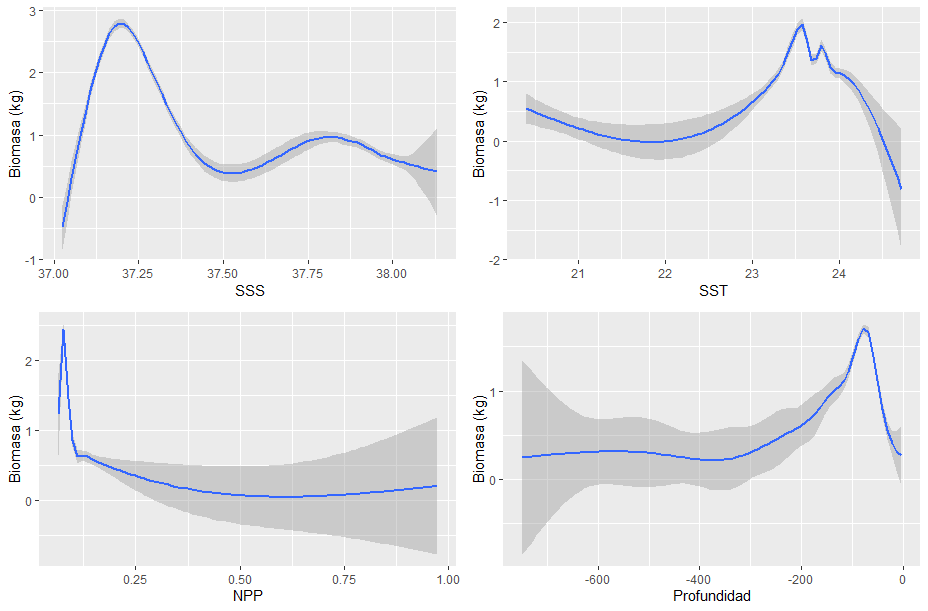 Biomasa (kg)
3
2
1
0
-1
37.00 37.25 37.50 37.75 38.00
SSS
Biomasa (kg)
2
1
0
-1
-2
21 22 23 24
SST
Biomasa (kg)
2
1
0
0.25 0.50 0.75 1.00
NPP
Biomasa (kg)
1
0
-600 -400 -200 0
Profundidad